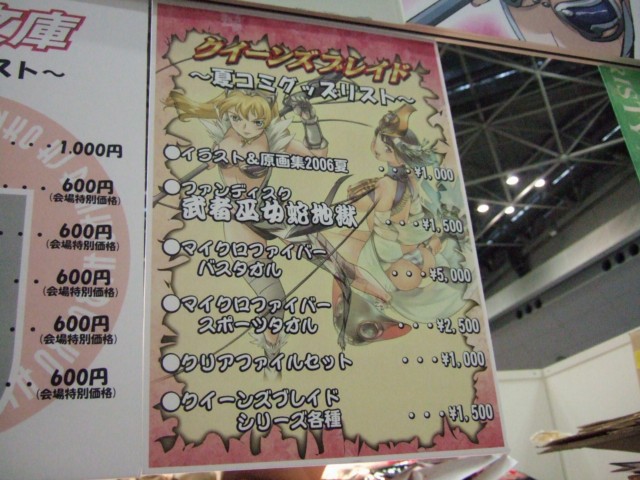 文庫
スト～
1.000円
600円
(会場特別価格)
600円
(会場特別価格)
600円
(会場特別価格)
600円
(会場特別価格)
600円
(会場特別価格)
クイーンズブレイド
～夏コミグッズリスト～
●イラスト&原画集2006夏
・・・¥1,000
●ファンディスク
武者巫女蛇地獄
・・・¥1,500
●マイクロファイバー
バスタオル
・・・¥5,000
●マイクロファイバー
スポーツタオル
・・・¥2,500
●クリアファイルセット
・・・¥1,000
●クイーンズブレイド
シリーズ各種
・・・¥1,500